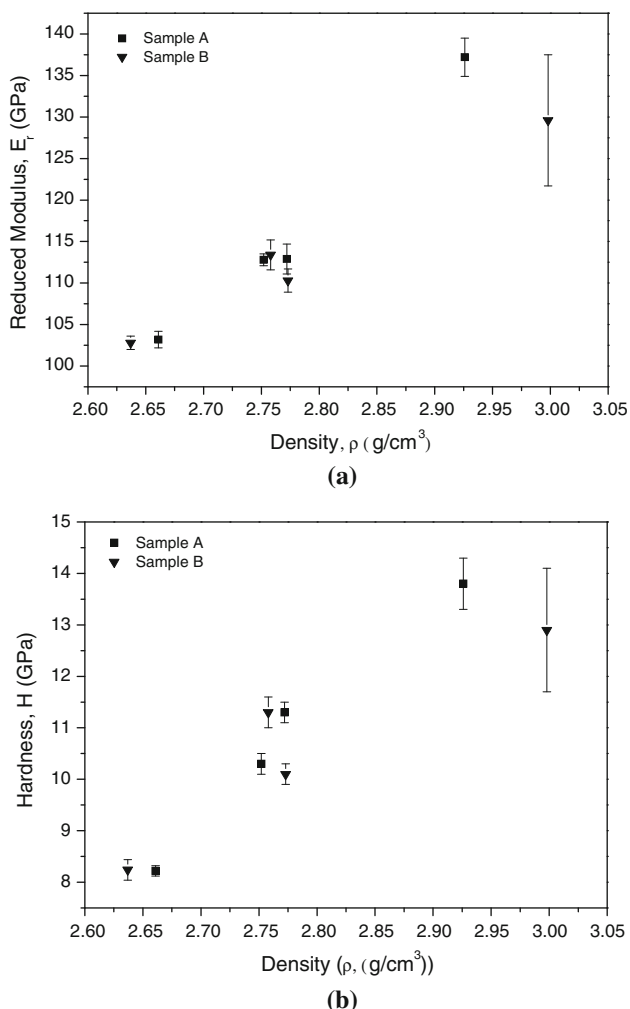 140
135
130
125
120
115
110
105
100
Reduced Modulus, E_r (GPa)
Sample A
Sample B
2.60 2.65 2.70 2.75 2.80 2.85 2.90 2.95 3.00 3.05
Density, ρ ( g/cm³)
(a)
15
14
13
12
11
10
9
8
Hardness, H (GPa)
Sample A
Sample B
2.60 2.65 2.70 2.75 2.80 2.85 2.90 2.95 3.00 3.05
Density (ρ, (g/cm³))
(b)